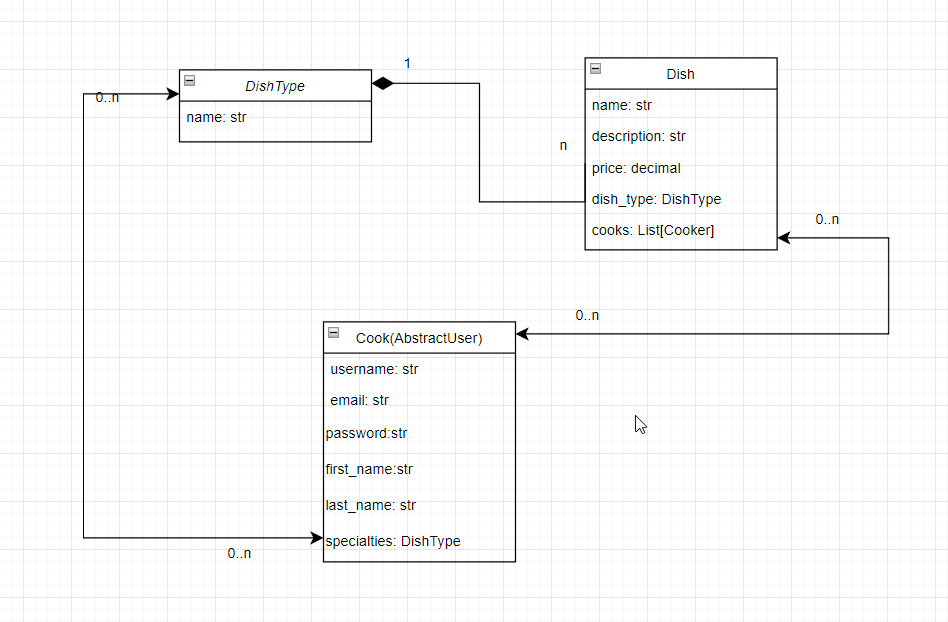 1
DishType
0..n
name: str
Dish
name: str
description: str
n
price: decimal
dish_type: DishType
cooks: List[Cooker]
0..n
0..n
Cook(AbstractUser)
username: str
email: str
password:str
first_name:str
last_name: str
specialties: DishType
0..n